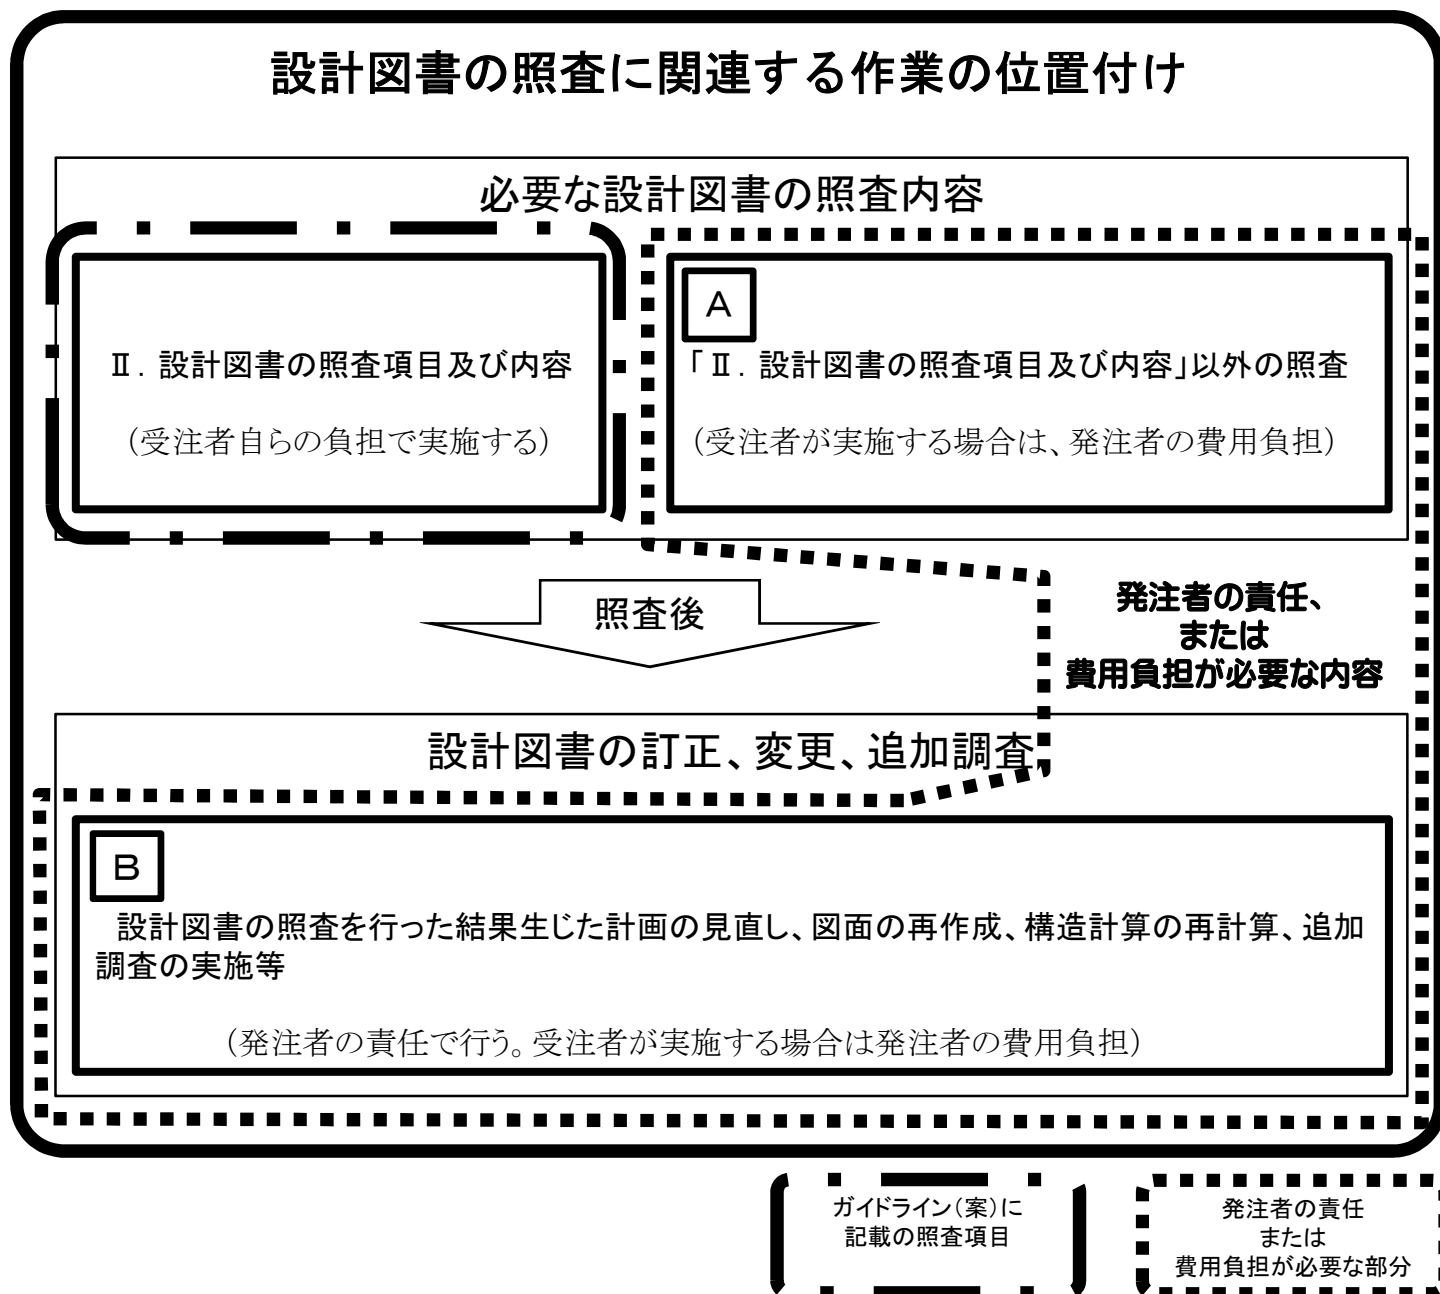 設計図書の照査に関連する作業の位置付け
必要な設計図書の照査内容
Ⅱ．設計図書の照査項目及び内容
（受注者自らの負担で実施する）
A
「Ⅱ．設計図書の照査項目及び内容」以外の照査
（受注者が実施する場合は、発注者の費用負担）
照査後
発注者の責任、
または
費用負担が必要な内容
設計図書の訂正、変更、追加調査
B
設計図書の照査を行った結果生じた計画の見直し、図面の再作成、構造計算の再計算、追加
調査の実施等
（発注者の責任で行う。受注者が実施する場合は発注者の費用負担）
ガイドライン（案）に
記載の照査項目
発注者の責任
または
費用負担が必要な部分